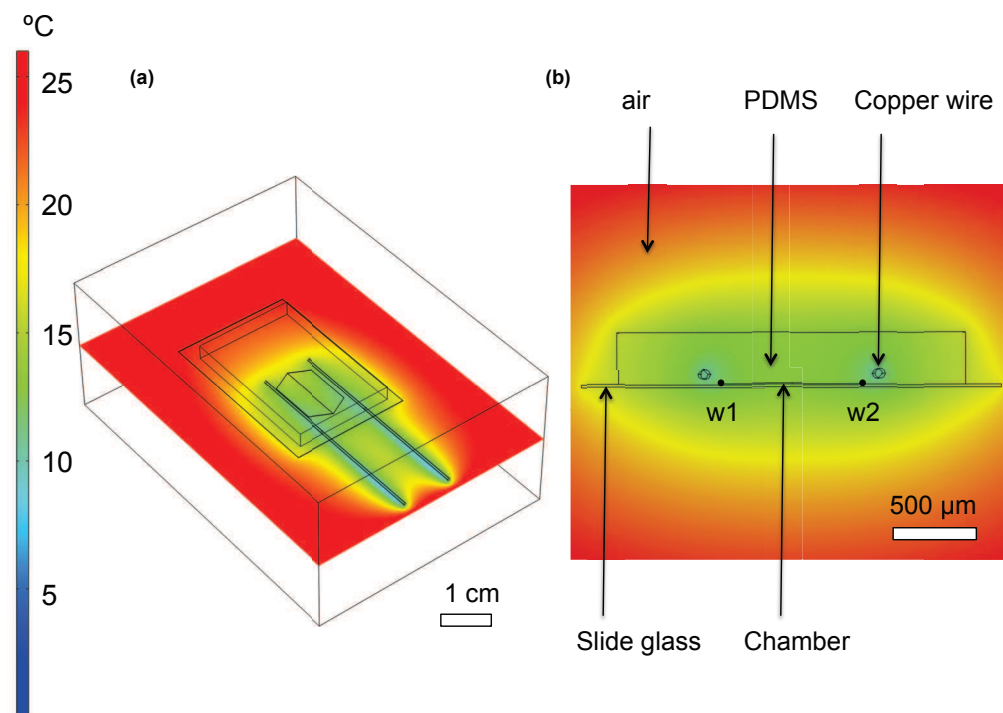 ºC
25
20
15
10
5
(a)
1 cm
(b)
air
PDMS
Copper wire
w1
w2
500 µm
Slide glass
Chamber